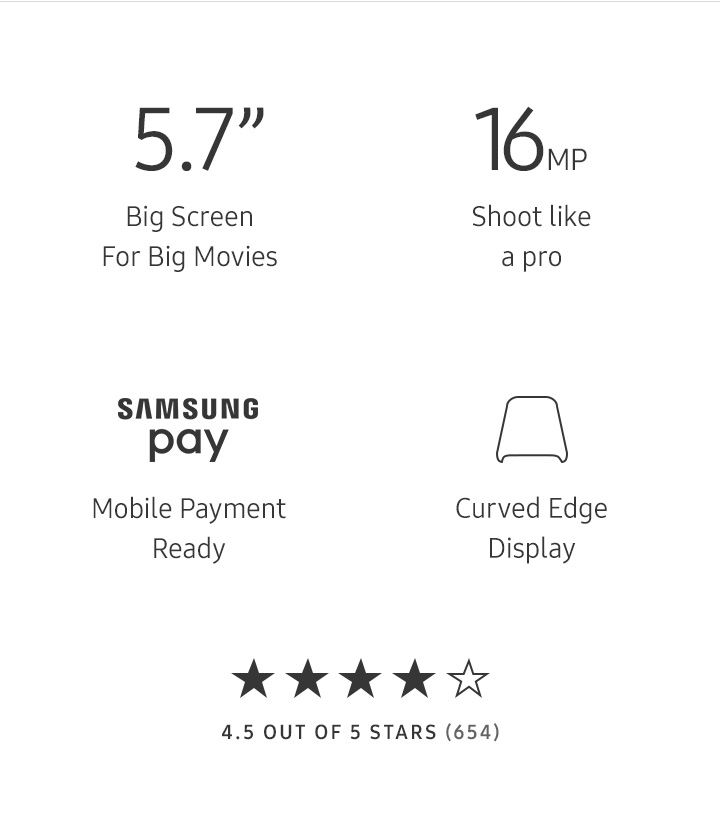 5.7”
Big Screen
For Big Movies
16MP
Shoot like
a pro
SAMSUNG
pay
Mobile Payment
Ready
Curved Edge
Display
4.5 OUT OF 5 STARS (654)